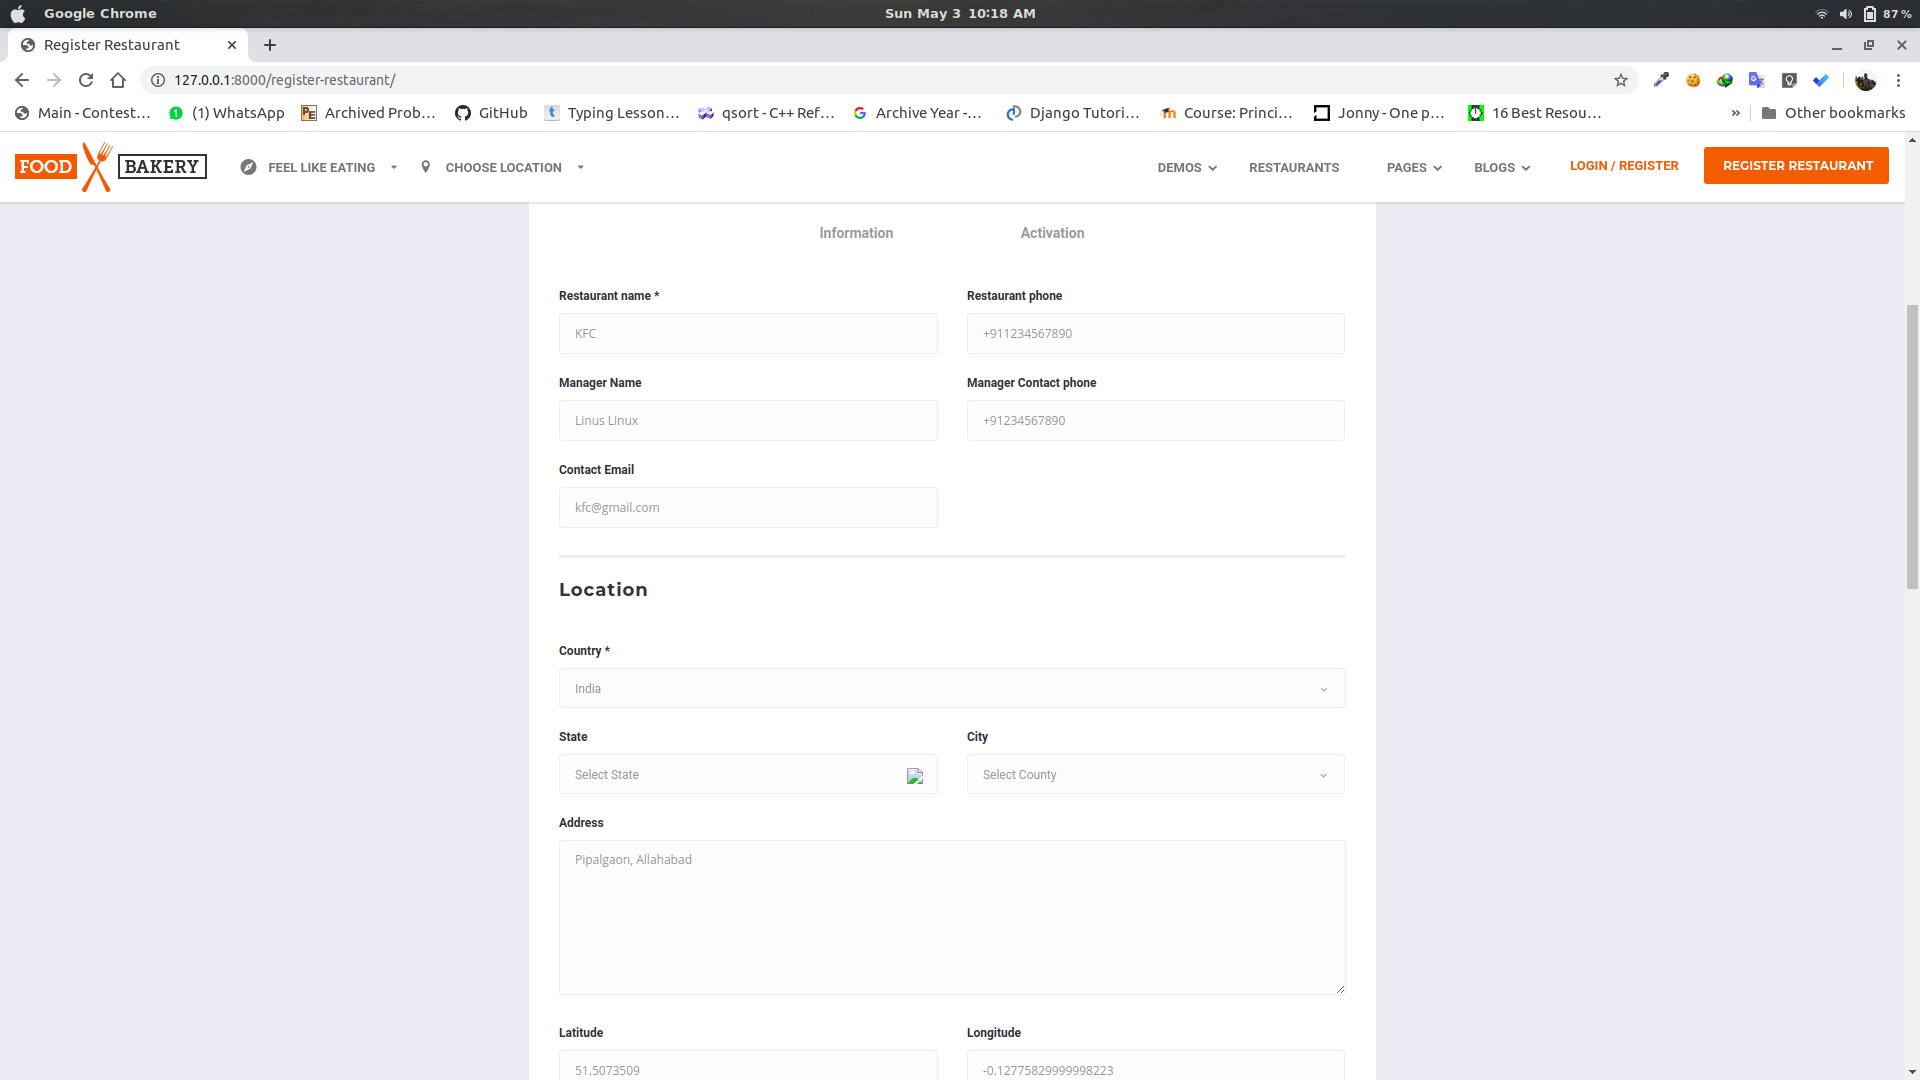 Google Chrome
Sun May 3 10:18 AM
87 %
Register Restaurant
127.0.0.1:8000/register-restaurant/
Main - Contest...
(1) WhatsApp
Archived Prob...
GitHub
Typing Lesson...
qsort - C++ Ref...
Archive Year -...
Django Tutori...
Course: Princi...
Jonny - One p...
16 Best Resou...
»
Other bookmarks
FOOD BAKERY
FEEL LIKE EATING
CHOOSE LOCATION
DEMOS
RESTAURANTS
PAGES
BLOGS
LOGIN / REGISTER
REGISTER RESTAURANT
Information
Activation
Restaurant name *
Restaurant phone
KFC
+911234567890
Manager Name
Manager Contact phone
Linus Linux
+91234567890
Contact Email
kfc@gmail.com
Location
Country *
India
State
City
Select State
Select County
Address
Pipalgaon, Allahabad
Latitude
Longitude
51.5073509
-0.12775829999998223